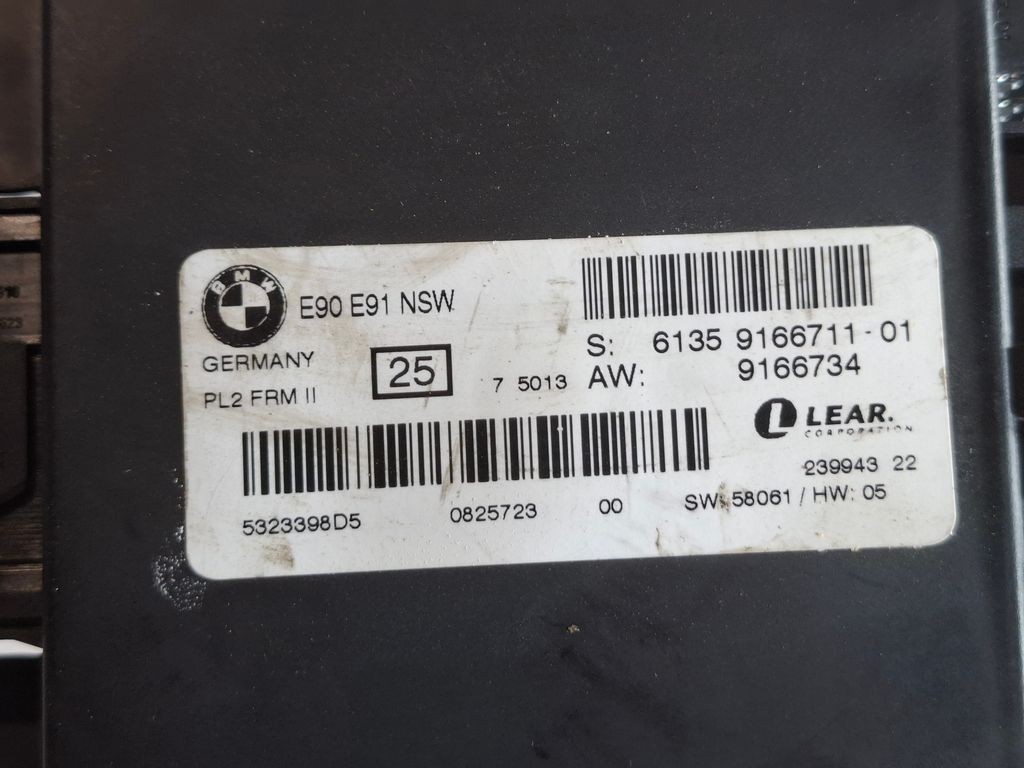 BMW
E90 E91 NSW
GERMANY
PL2 FRM II
25
7 5013
S: 6135 9166711-01
AW: 9166734
LEAR.
CORPORATION
239943 22
SW: 58061 / HW: 05
5323398D5 0825723 00